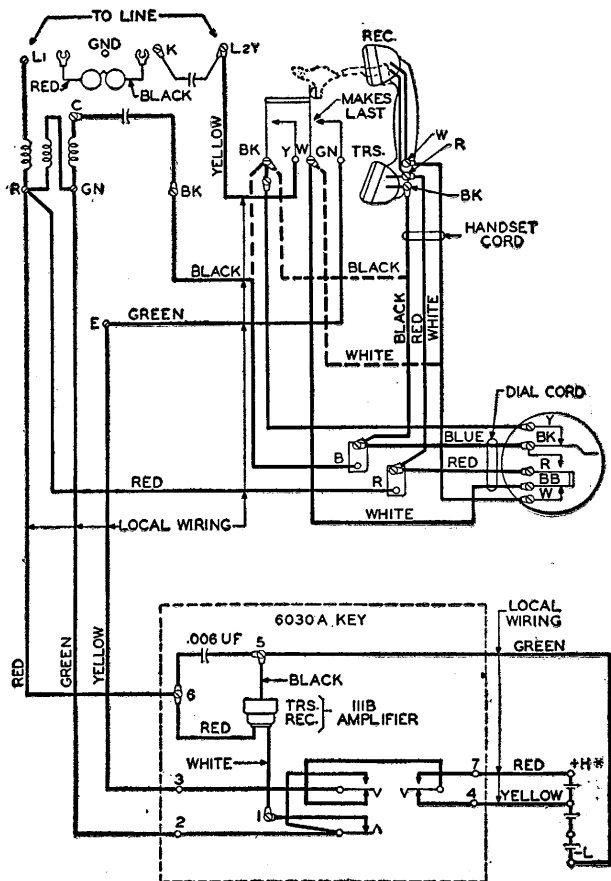 TO LINE
GND
K
L2Y
L1
REC.
RED
BLACK
C
MAKES
LAST
YELLOW
W
R
BK
Y
W
GN
TRS.
R
GN
BK
BK
HANDSET
CORD
BLACK
BLACK
E
GREEN
BLACK
RED
WHITE
WHITE
DIAL CORD
Y
BLUE
BK
B
R
RED
BB
R
RED
W
WHITE
LOCAL WIRING
6030A KEY
LOCAL
WIRING
.006 UF
5
GREEN
RED
GREEN
YELLOW
BLACK
6
TRS.
REC.
111B
AMPLIFIER
RED
WHITE
7
RED
+H*
3
4
YELLOW
1
2
-L